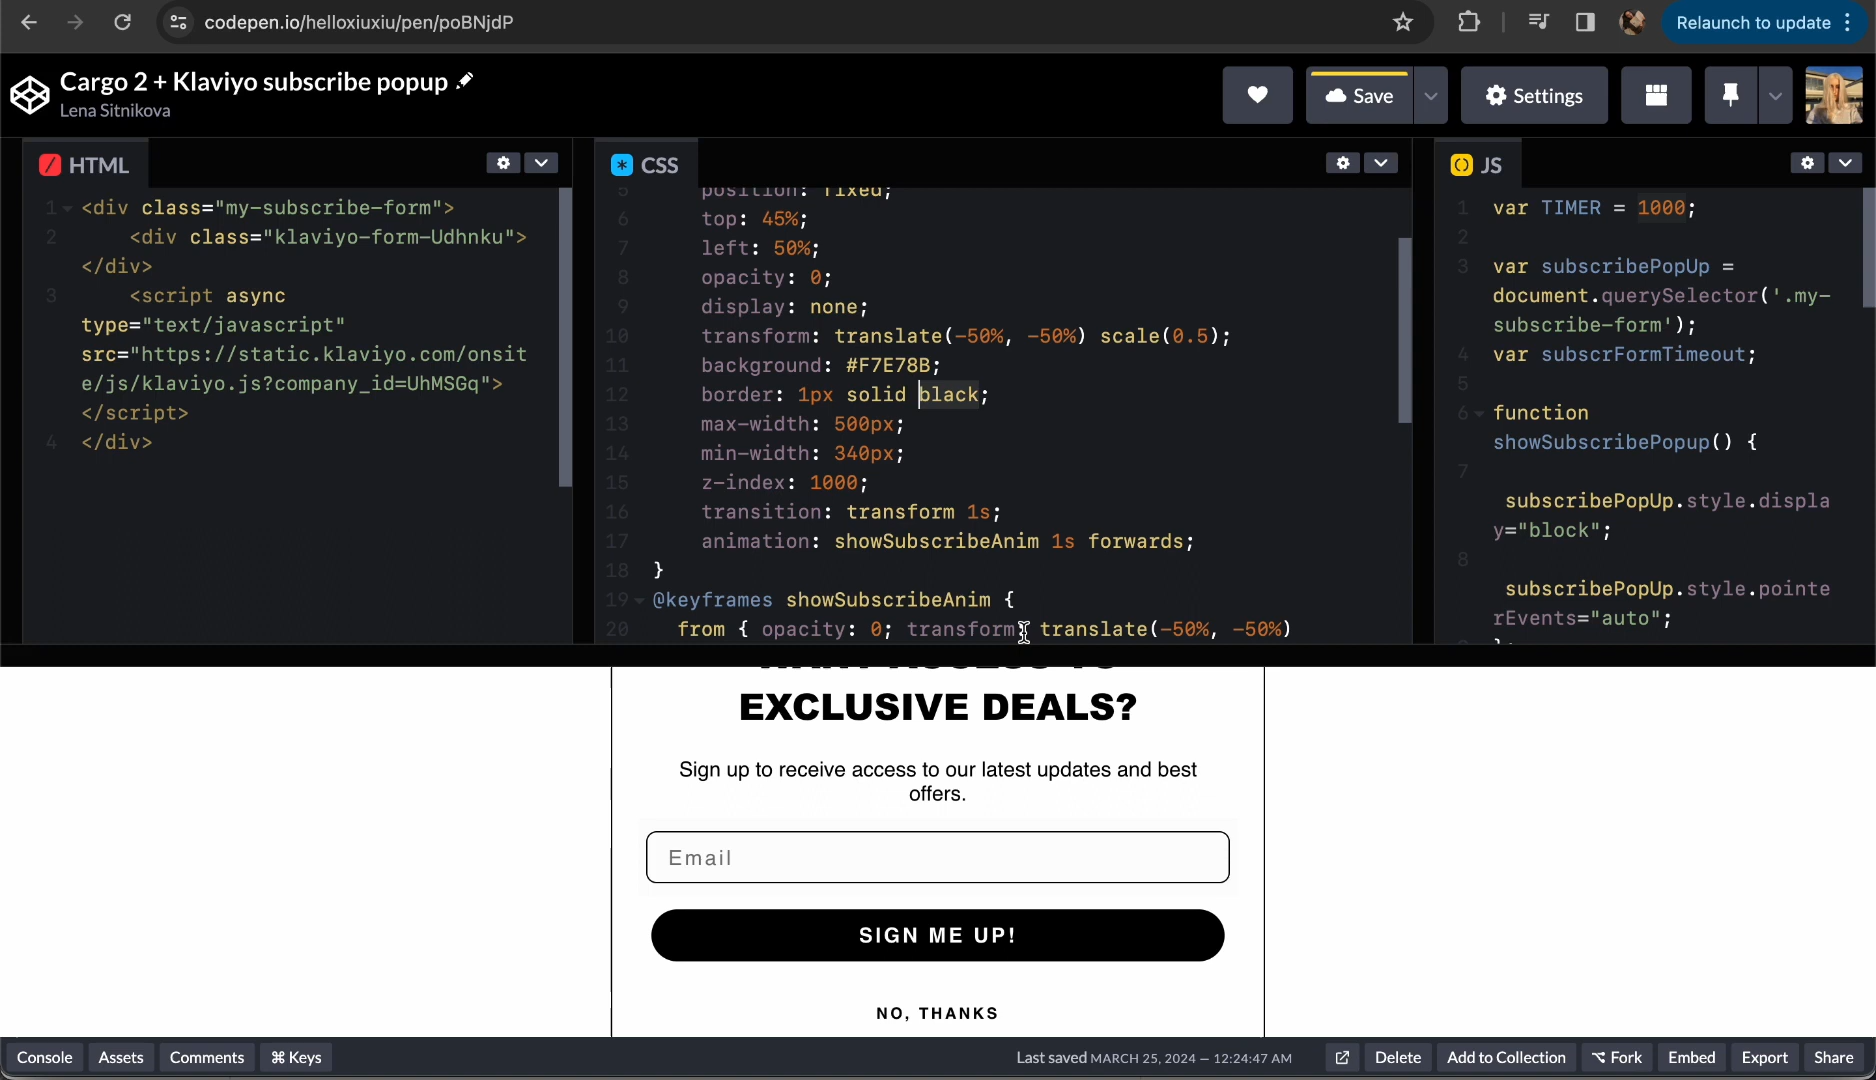 codepen.io/helloxiuxiu/pen/poBNjdP
Relaunch to update
Cargo 2 + Klaviyo subscribe popup
Lena Sitnikova
Save
Settings
HTML
1 <div class="my-subscribe-form">
2 <div class="klaviyo-form-Udhnku">
</div>
3 <script async
type="text/javascript"
src="https://static.klaviyo.com/onsit
e/js/klaviyo.js?company_id=UhMSGq">
</script>
4 </div>
CSS
5 position: fixed;
6 top: 45%;
7 left: 50%;
8 opacity: 0;
9 display: none;
10 transform: translate(-50%, -50%) scale(0.5);
11 background: #F7E78B;
12 border: 1px solid black;
13 max-width: 500px;
14 min-width: 340px;
15 z-index: 1000;
16 transition: transform 1s;
17 animation: showSubscribeAnim 1s forwards;
18 }
19 @keyframes showSubscribeAnim {
20 from { opacity: 0; transform: translate(-50%, -50%)
JS
1 var TIMER = 1000;
2
3 var subscribePopUp =
document.querySelector('.my-
subscribe-form');
4 var subscrFormTimeout;
5
6 function
showSubscribePopup() {
7
subscribePopUp.style.displa
y="block";
8
subscribePopUp.style.pointe
rEvents="auto";
WANT ACCESS TO
EXCLUSIVE DEALS?
Sign up to receive access to our latest updates and best
offers.
Email
SIGN ME UP!
NO, THANKS
Console
Assets
Comments
⌘ Keys
Last saved MARCH 25, 2024 — 12:24:47 AM
Delete
Add to Collection
⌥ Fork
Embed
Export
Share